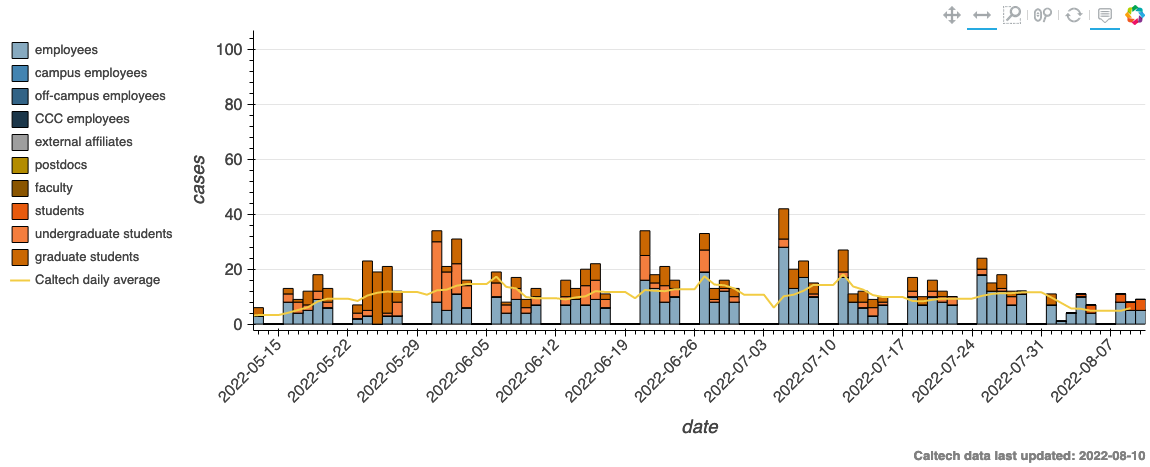 employees
campus employees
off-campus employees
CCC employees
external affiliates
postdocs
faculty
students
undergraduate students
graduate students
Caltech daily average
cases
100
80
60
40
20
0
2022-05-15
2022-05-22
2022-05-29
2022-06-05
2022-06-12
2022-06-19
2022-06-26
2022-07-03
2022-07-10
2022-07-17
2022-07-24
2022-07-31
2022-08-07
date
Caltech data last updated: 2022-08-10